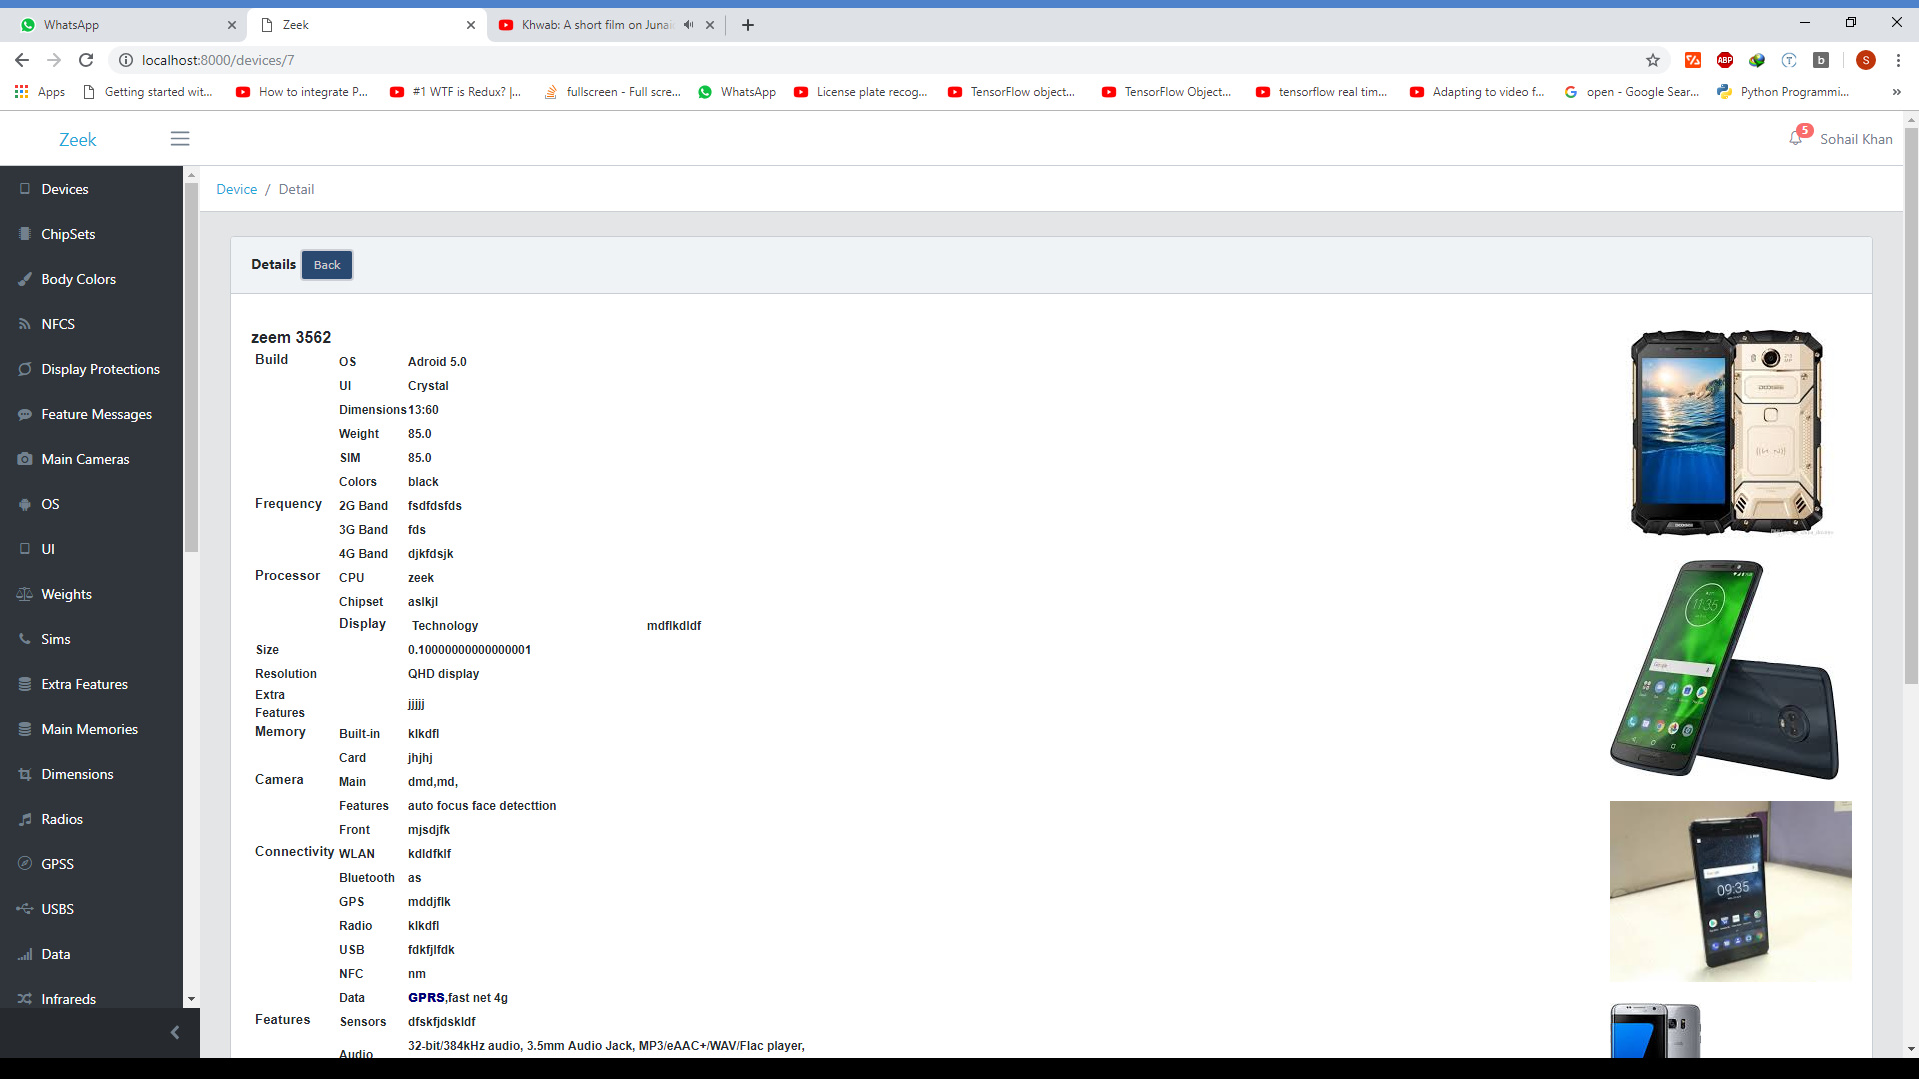 WhatsApp
Zeek
Khwab: A short film on Juna
localhost:8000/devices/7
ABP
T
b
S
Apps
Getting started wit...
How to integrate P...
#1 WTF is Redux? |...
fullscreen - Full scre...
WhatsApp
License plate recog...
TensorFlow object...
TensorFlow Object...
tensorflow real tim...
Adapting to video f...
open - Google Sear...
Python Programmi...
Zeek
5
Sohail Khan
Devices
ChipSets
Body Colors
NFCS
Display Protections
Feature Messages
Main Cameras
OS
UI
Weights
Sims
Extra Features
Main Memories
Dimensions
Radios
GPSS
USBS
Data
Infrareds
Device / Detail
Details Back
zeem 3562
Build OS Adroid 5.0
UI Crystal
Dimensions 13:60
Weight 85.0
SIM 85.0
Colors black
Frequency 2G Band fsdfdsfds
3G Band fds
4G Band djkfdsjk
Processor CPU zeek
Chipset aslkjl
Display Technology mdflkdldf
Size 0.10000000000000001
Resolution QHD display
Extra
Features jjjjj
Memory Built-in klkdfl
Card jhjhj
Camera Main dmd,md,
Features auto focus face detecttion
Front mjsdjfk
Connectivity WLAN kdldfklf
Bluetooth as
GPS mddjflk
Radio klkdfl
USB fdkfjlfdk
NFC nm
Data GPRS,fast net 4g
Features Sensors dfskfjdskldf
Audio 32-bit/384kHz audio, 3.5mm Audio Jack, MP3/eAAC+/WAV/Flac player,
DOOGEE
11:35
Google
09:35